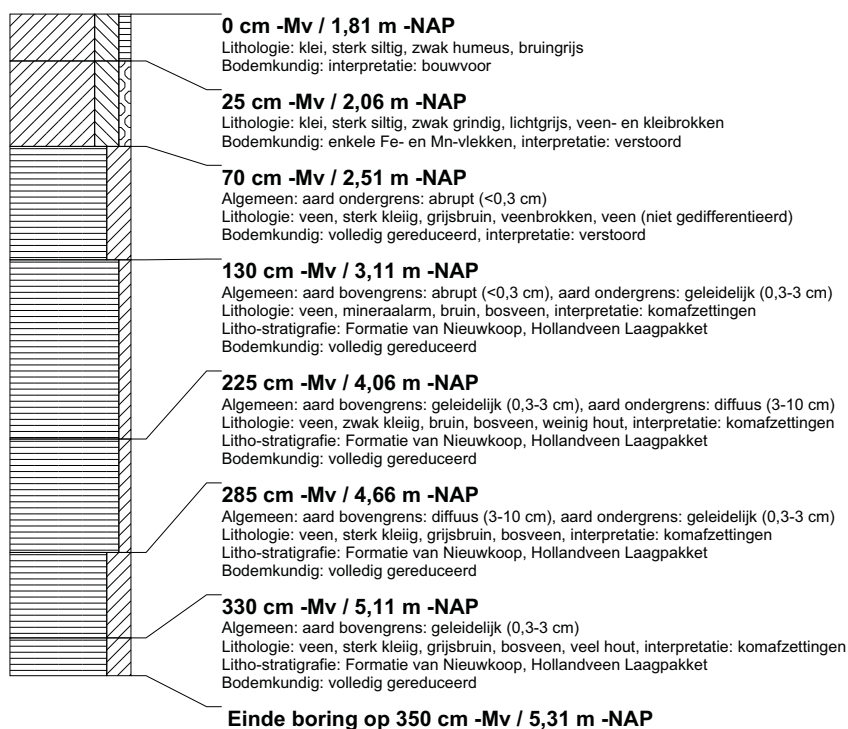 0 cm -Mv / 1,81 m -NAP
Lithologie: klei, sterk siltig, zwak humeus, bruingrijs
Bodemkundig: interpretatie: bouwvoor
25 cm -Mv / 2,06 m -NAP
Lithologie: klei, sterk siltig, zwak grindig, lichtgrijs, veen- en kleibrokken
Bodemkundig: enkele Fe- en Mn-vlekken, interpretatie: verstoord
70 cm -Mv / 2,51 m -NAP
Algemeen: aard ondergrens: abrupt (<0,3 cm)
Lithologie: veen, sterk kleiig, grijsbruin, veenbrokken, veen (niet gedifferentieerd)
Bodemkundig: volledig gereduceerd, interpretatie: verstoord
130 cm -Mv / 3,11 m -NAP
Algemeen: aard bovengrens: abrupt (<0,3 cm), aard ondergrens: geleidelijk (0,3-3 cm)
Lithologie: veen, mineraalarm, bruin, bosveen, interpretatie: komafzettingen
Litho-stratigrafie: Formatie van Nieuwkoop, Hollandveen Laagpakket
Bodemkundig: volledig gereduceerd
225 cm -Mv / 4,06 m -NAP
Algemeen: aard bovengrens: geleidelijk (0,3-3 cm), aard ondergrens: diffuus (3-10 cm)
Lithologie: veen, zwak kleiig, bruin, bosveen, weinig hout, interpretatie: komafzettingen
Litho-stratigrafie: Formatie van Nieuwkoop, Hollandveen Laagpakket
Bodemkundig: volledig gereduceerd
285 cm -Mv / 4,66 m -NAP
Algemeen: aard bovengrens: diffuus (3-10 cm), aard ondergrens: geleidelijk (0,3-3 cm)
Lithologie: veen, sterk kleiig, grijsbruin, bosveen, interpretatie: komafzettingen
Litho-stratigrafie: Formatie van Nieuwkoop, Hollandveen Laagpakket
Bodemkundig: volledig gereduceerd
330 cm -Mv / 5,11 m -NAP
Algemeen: aard bovengrens: geleidelijk (0,3-3 cm)
Lithologie: veen, sterk kleiig, grijsbruin, bosveen, veel hout, interpretatie: komafzettingen
Litho-stratigrafie: Formatie van Nieuwkoop, Hollandveen Laagpakket
Bodemkundig: volledig gereduceerd
Einde boring op 350 cm -Mv / 5,31 m -NAP